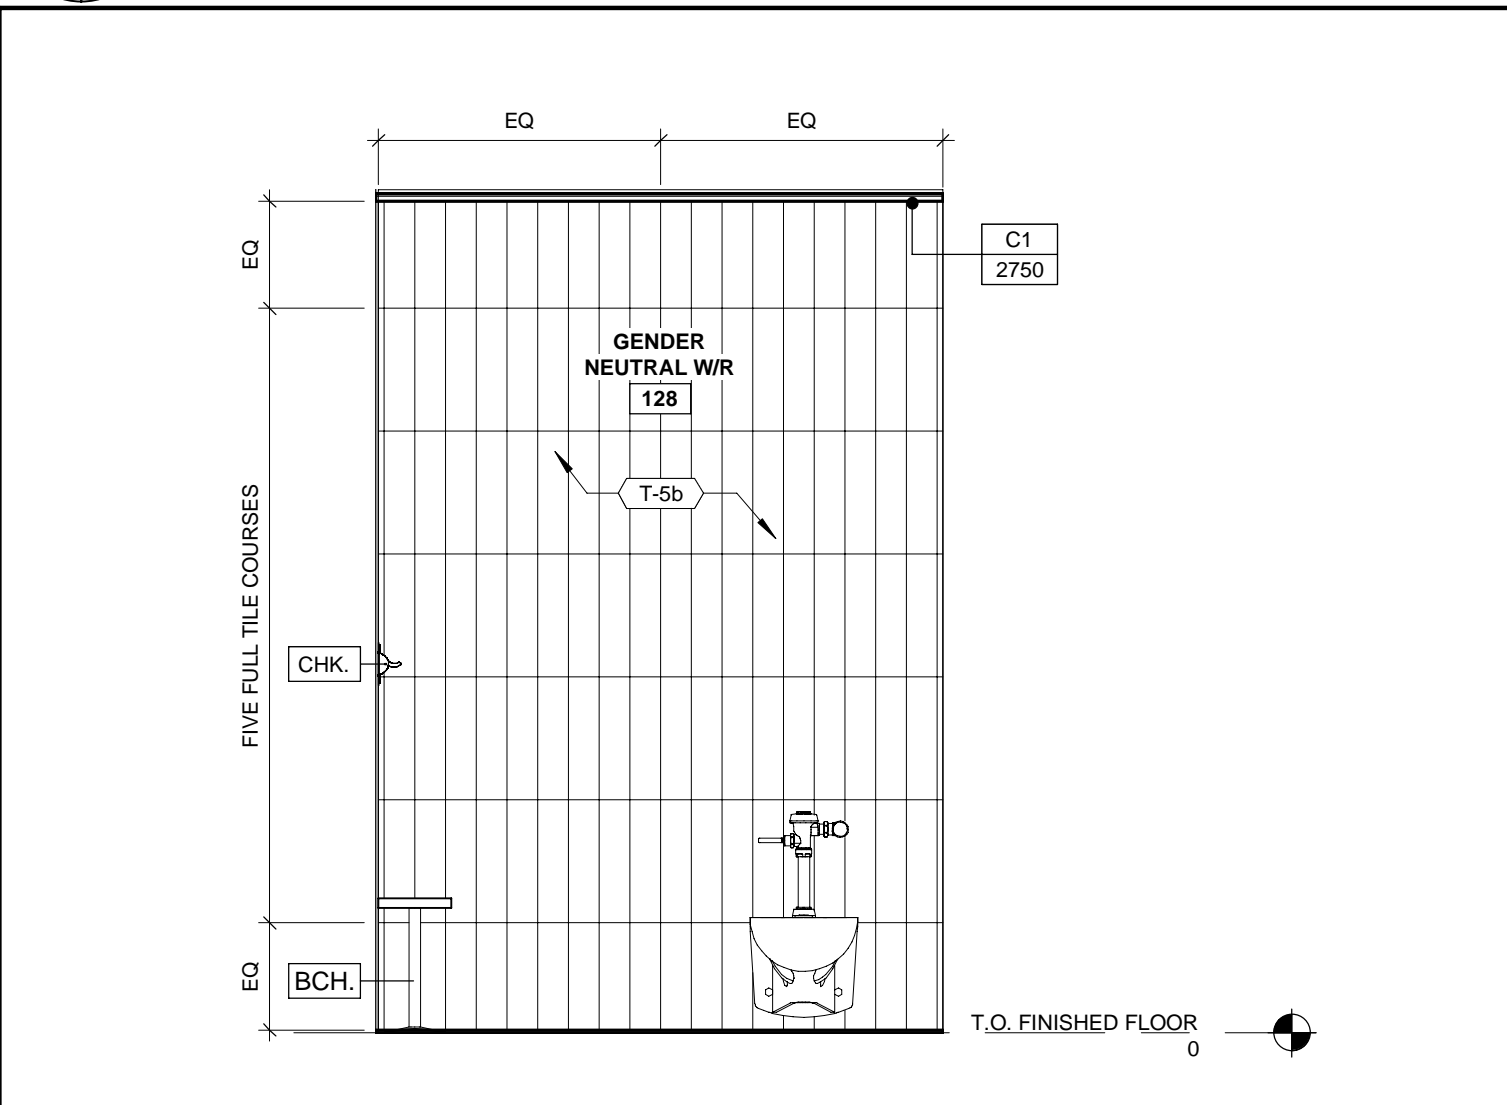 EQ
EQ
EQ
C1
2750
GENDER
NEUTRAL W/R
128
T-5b
FIVE FULL TILE COURSES
CHK.
EQ
BCH.
T.O. FINISHED FLOOR
0